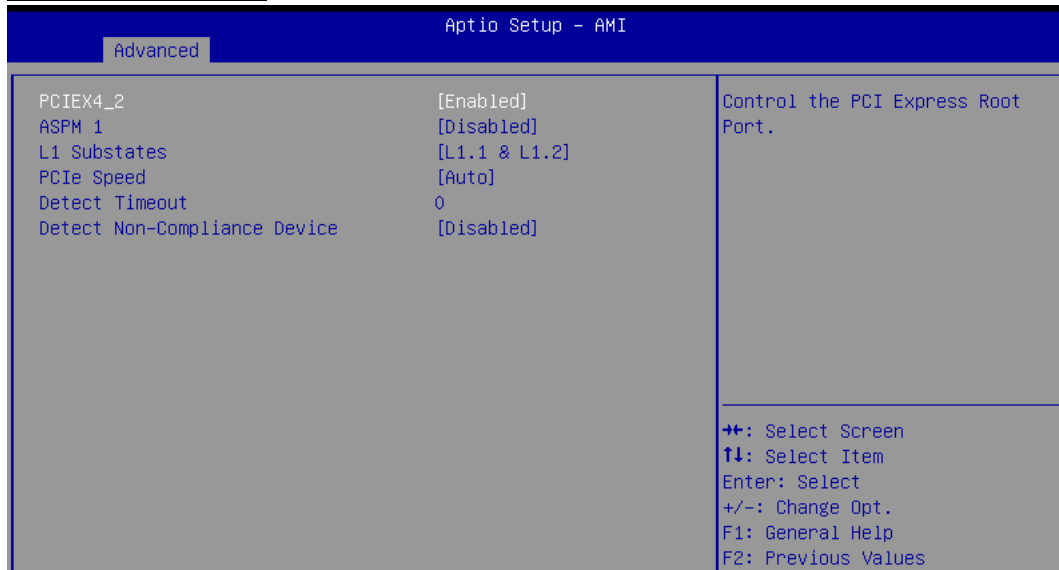 Aptio Setup – AMI
Advanced
PCIEX4_2 [Enabled]
ASPM 1 [Disabled]
L1 Substates [L1.1 & L1.2]
PCIe Speed [Auto]
Detect Timeout 0
Detect Non-Compliance Device [Disabled]
Control the PCI Express Root
Port.
→←: Select Screen
↑↓: Select Item
Enter: Select
+/-: Change Opt.
F1: General Help
F2: Previous Values